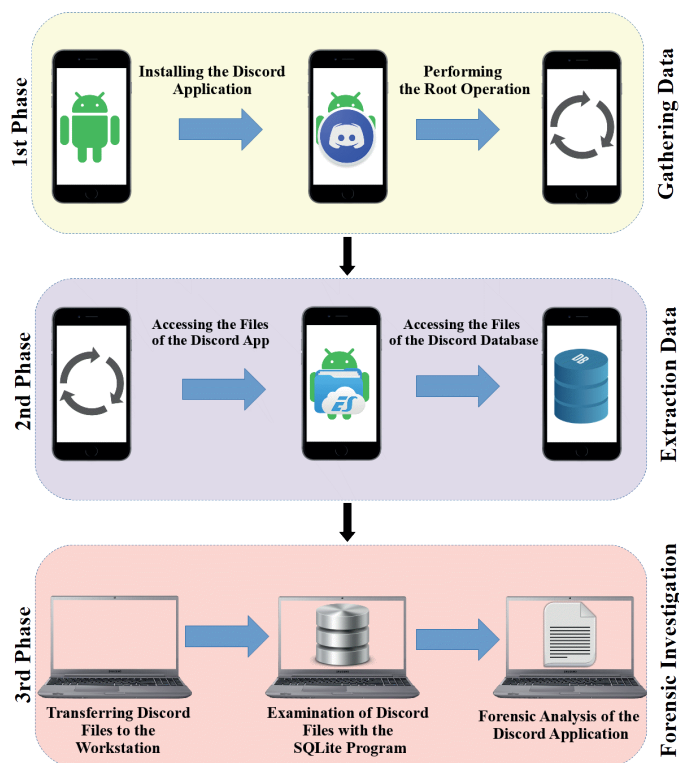 1st Phase
Installing the Discord
Application
Performing
the Root Operation
Gathering Data
2nd Phase
Accessing the Files
of the Discord App
ES
Accessing the Files
of the Discord Database
DB
Extraction Data
3rd Phase
Transferring Discord
Files to the
Workstation
Examination of Discord
Files with the
SQLite Program
Forensic Analysis of the
Discord Application
Forensic Investigation